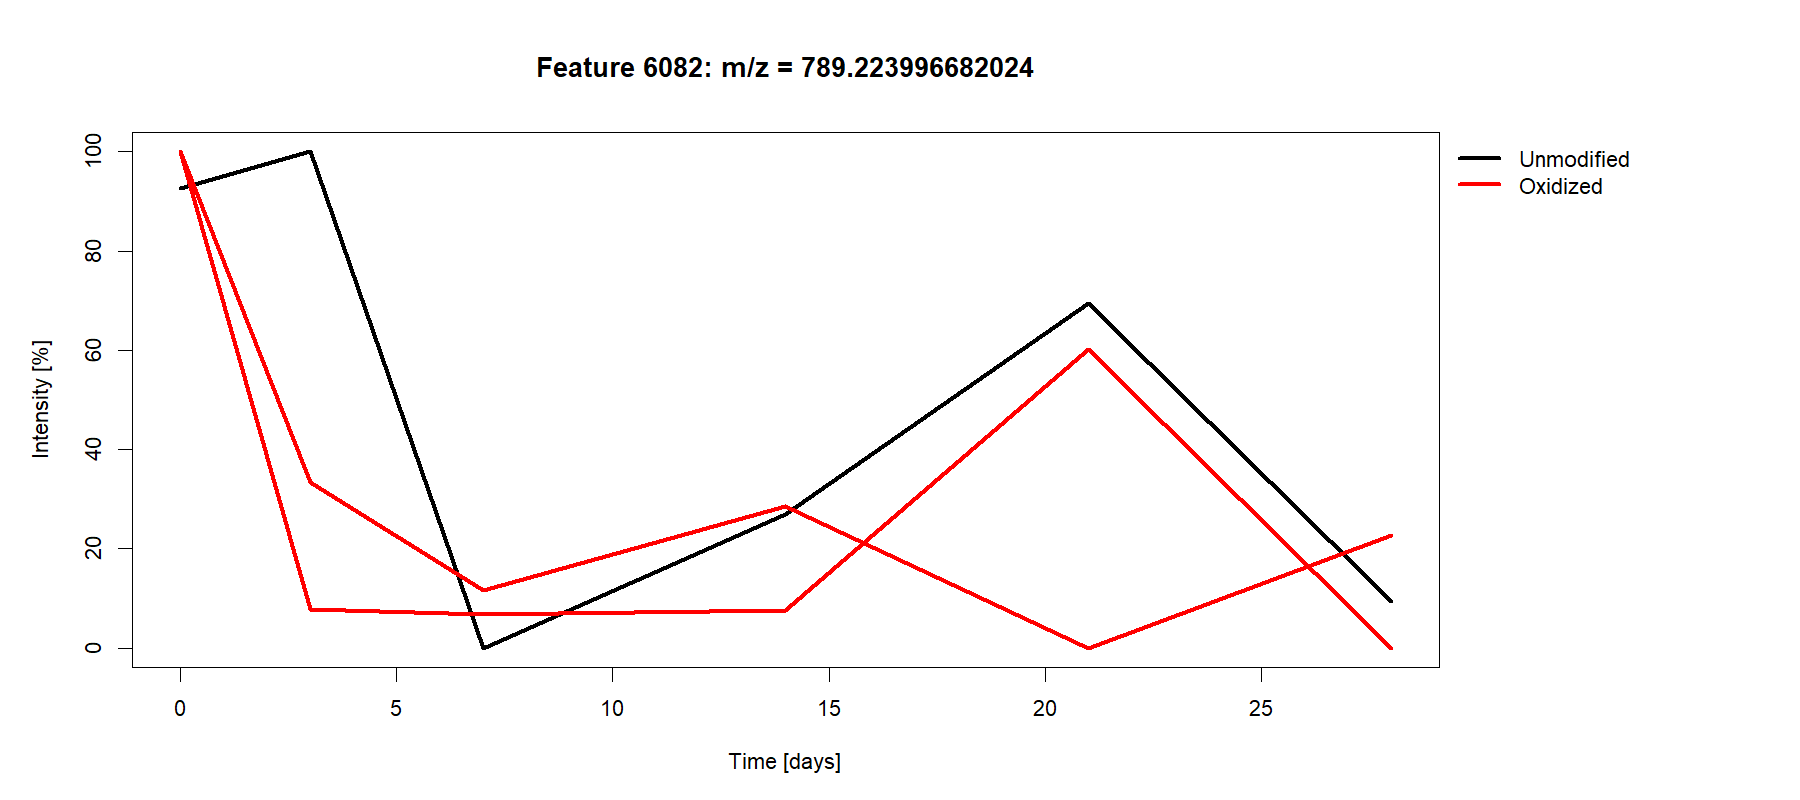 Feature 6082: m/z = 789.223996682024
Unmodified
Oxidized
Intensity [%]
100
80
60
40
20
0
0 5 10 15 20 25
Time [days]